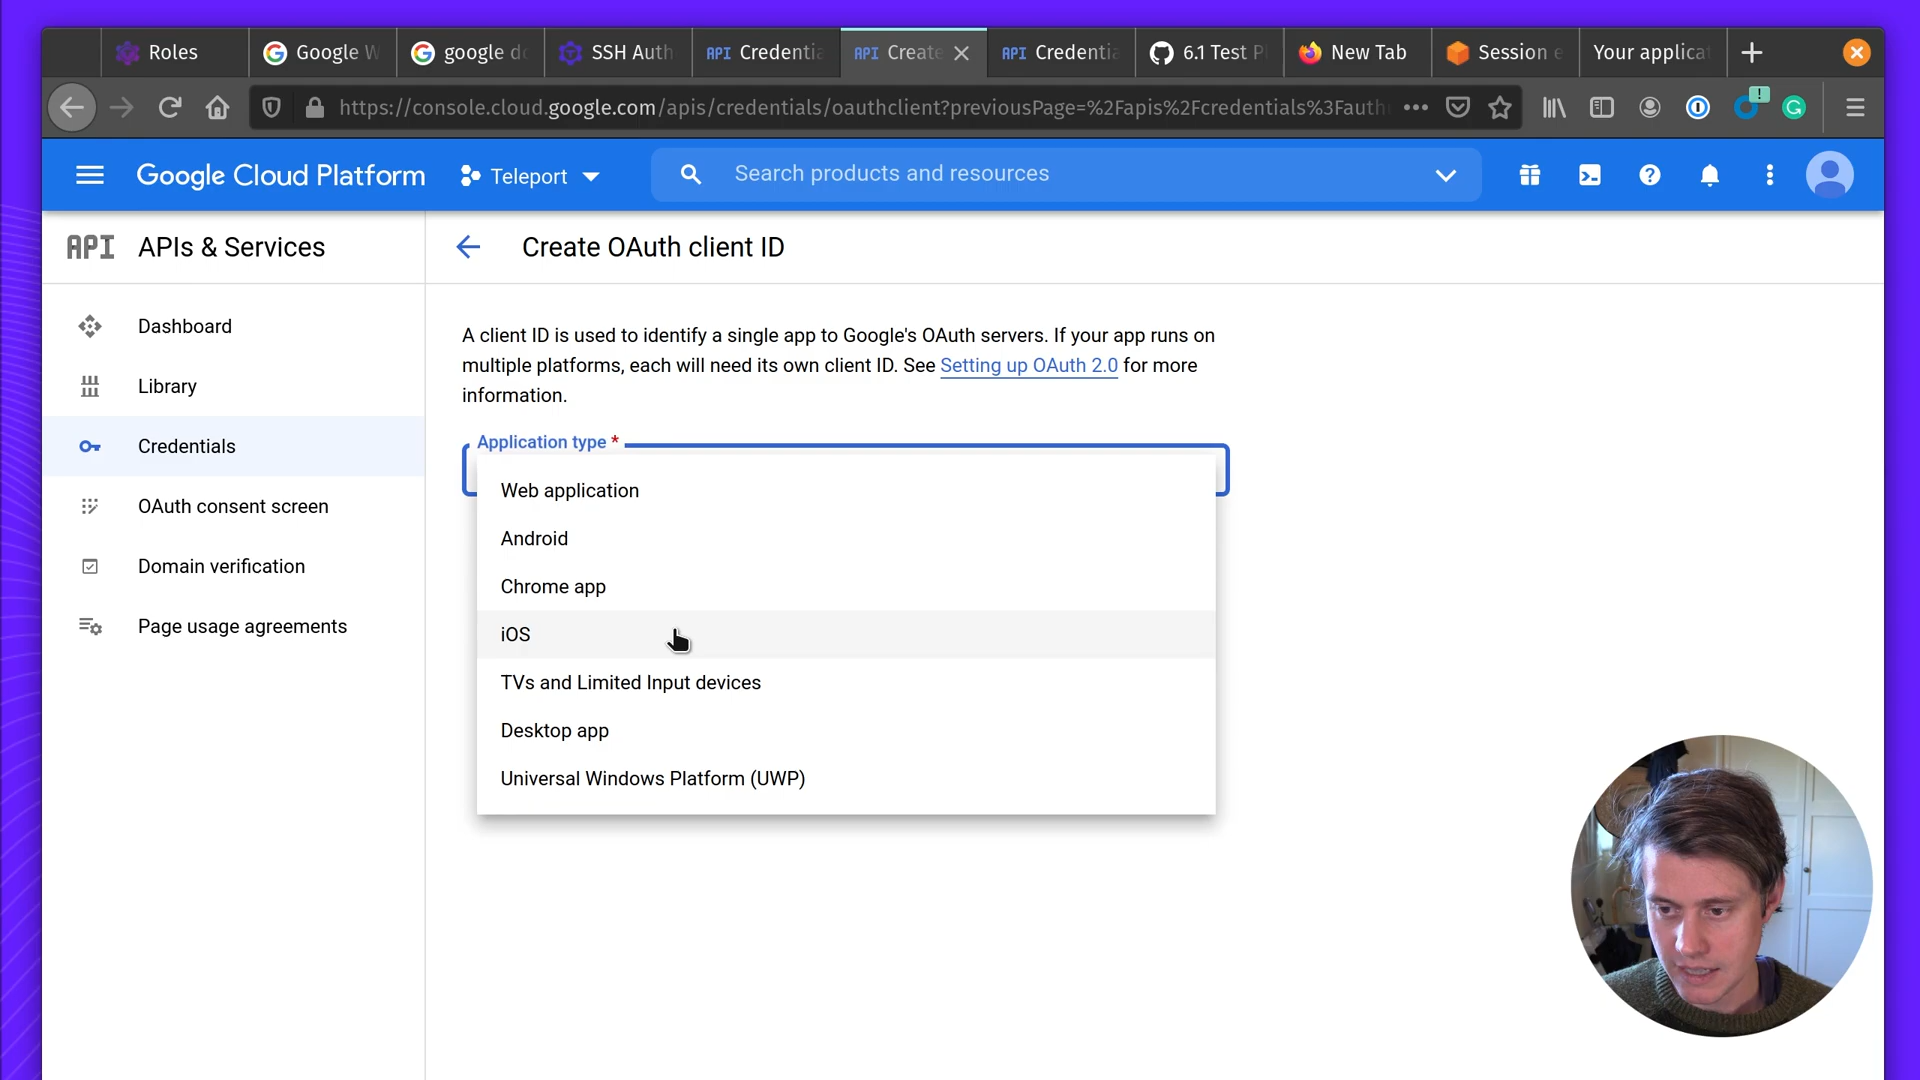 Roles
Google W
google do
SSH Auth
API Credentia
API Create
API Credentia
6.1 Test P
New Tab
Session e
Your applicat
https://console.cloud.google.com/apis/credentials/oauthclient?previousPage=%2Fapis%2Fcredentials%3Fauth
Google Cloud Platform
Teleport
Search products and resources
API APIs & Services
Create OAuth client ID
Dashboard
Library
Credentials
OAuth consent screen
Domain verification
Page usage agreements
A client ID is used to identify a single app to Google's OAuth servers. If your app runs on
multiple platforms, each will need its own client ID. See Setting up OAuth 2.0 for more
information.
Application type *
Web application
Android
Chrome app
iOS
TVs and Limited Input devices
Desktop app
Universal Windows Platform (UWP)